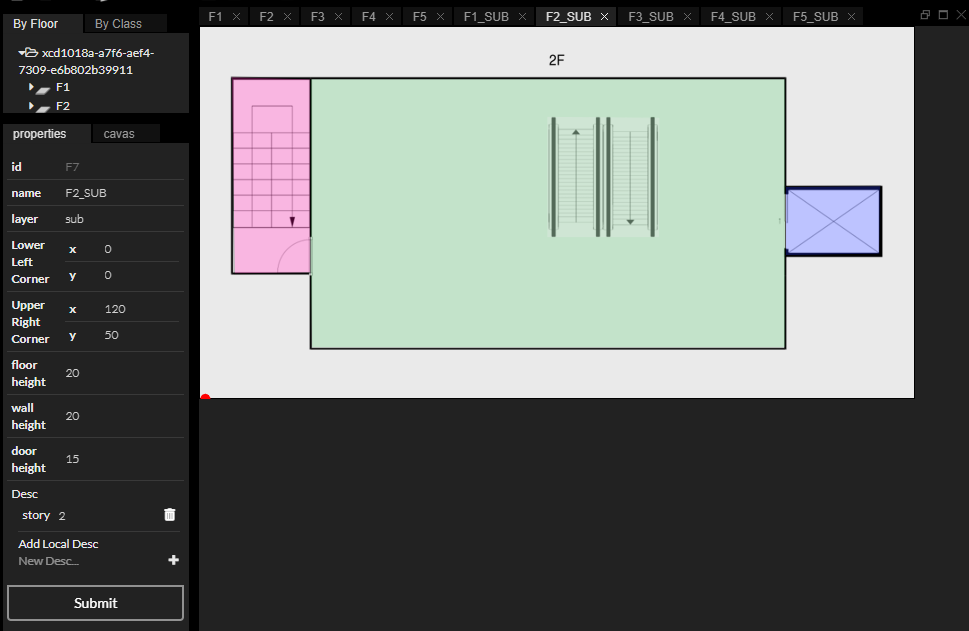 By Floor By Class
xcd1018a-a7f6-aef4-
7309-e6b802b39911
F1
F2
properties cavas
id F7
name F2_SUB
layer sub
Lower
Left
Corner
x 0
y 0
Upper
Right
Corner
x 120
y 50
floor
height
20
wall
height
20
door
height
15
Desc
story 2
Add Local Desc
New Desc...
Submit
F1 F2 F3 F4 F5 F1_SUB F2_SUB F3_SUB F4_SUB F5_SUB
2F